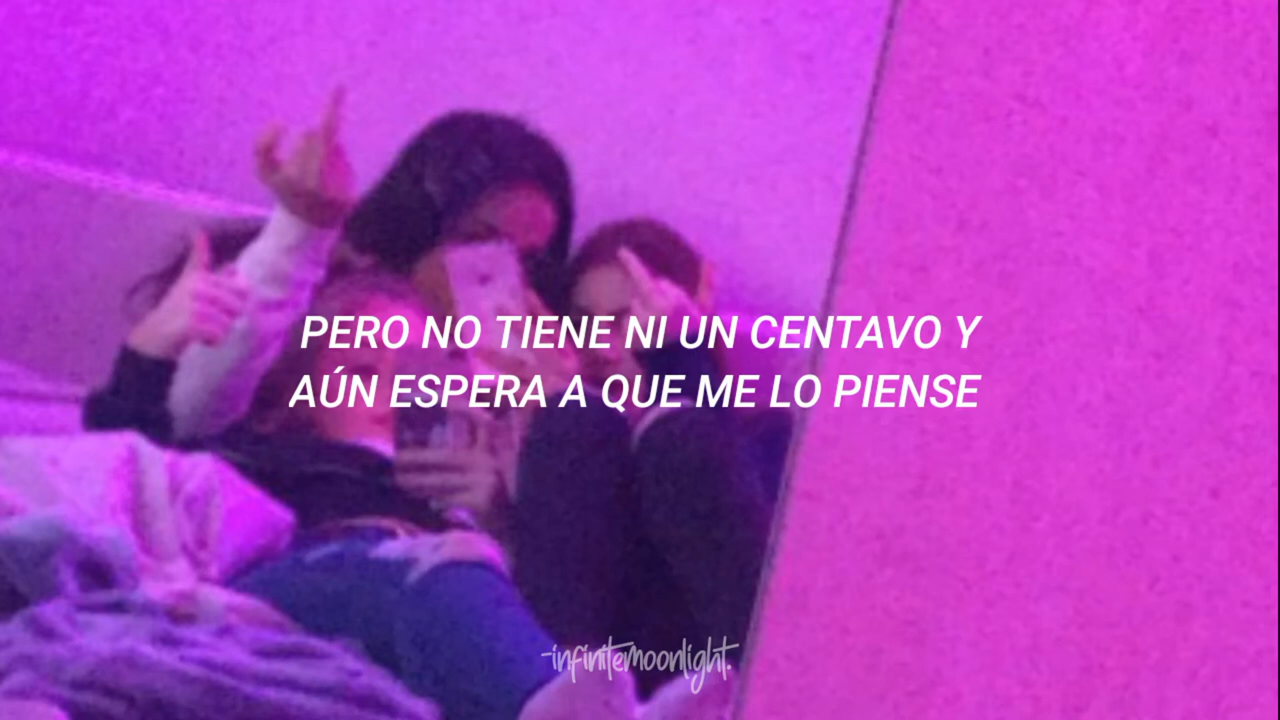 PERO NO TIENE NI UN CENTAVO Y
AÚN ESPERA A QUE ME LO PIENSE
-infinitemoonlight.